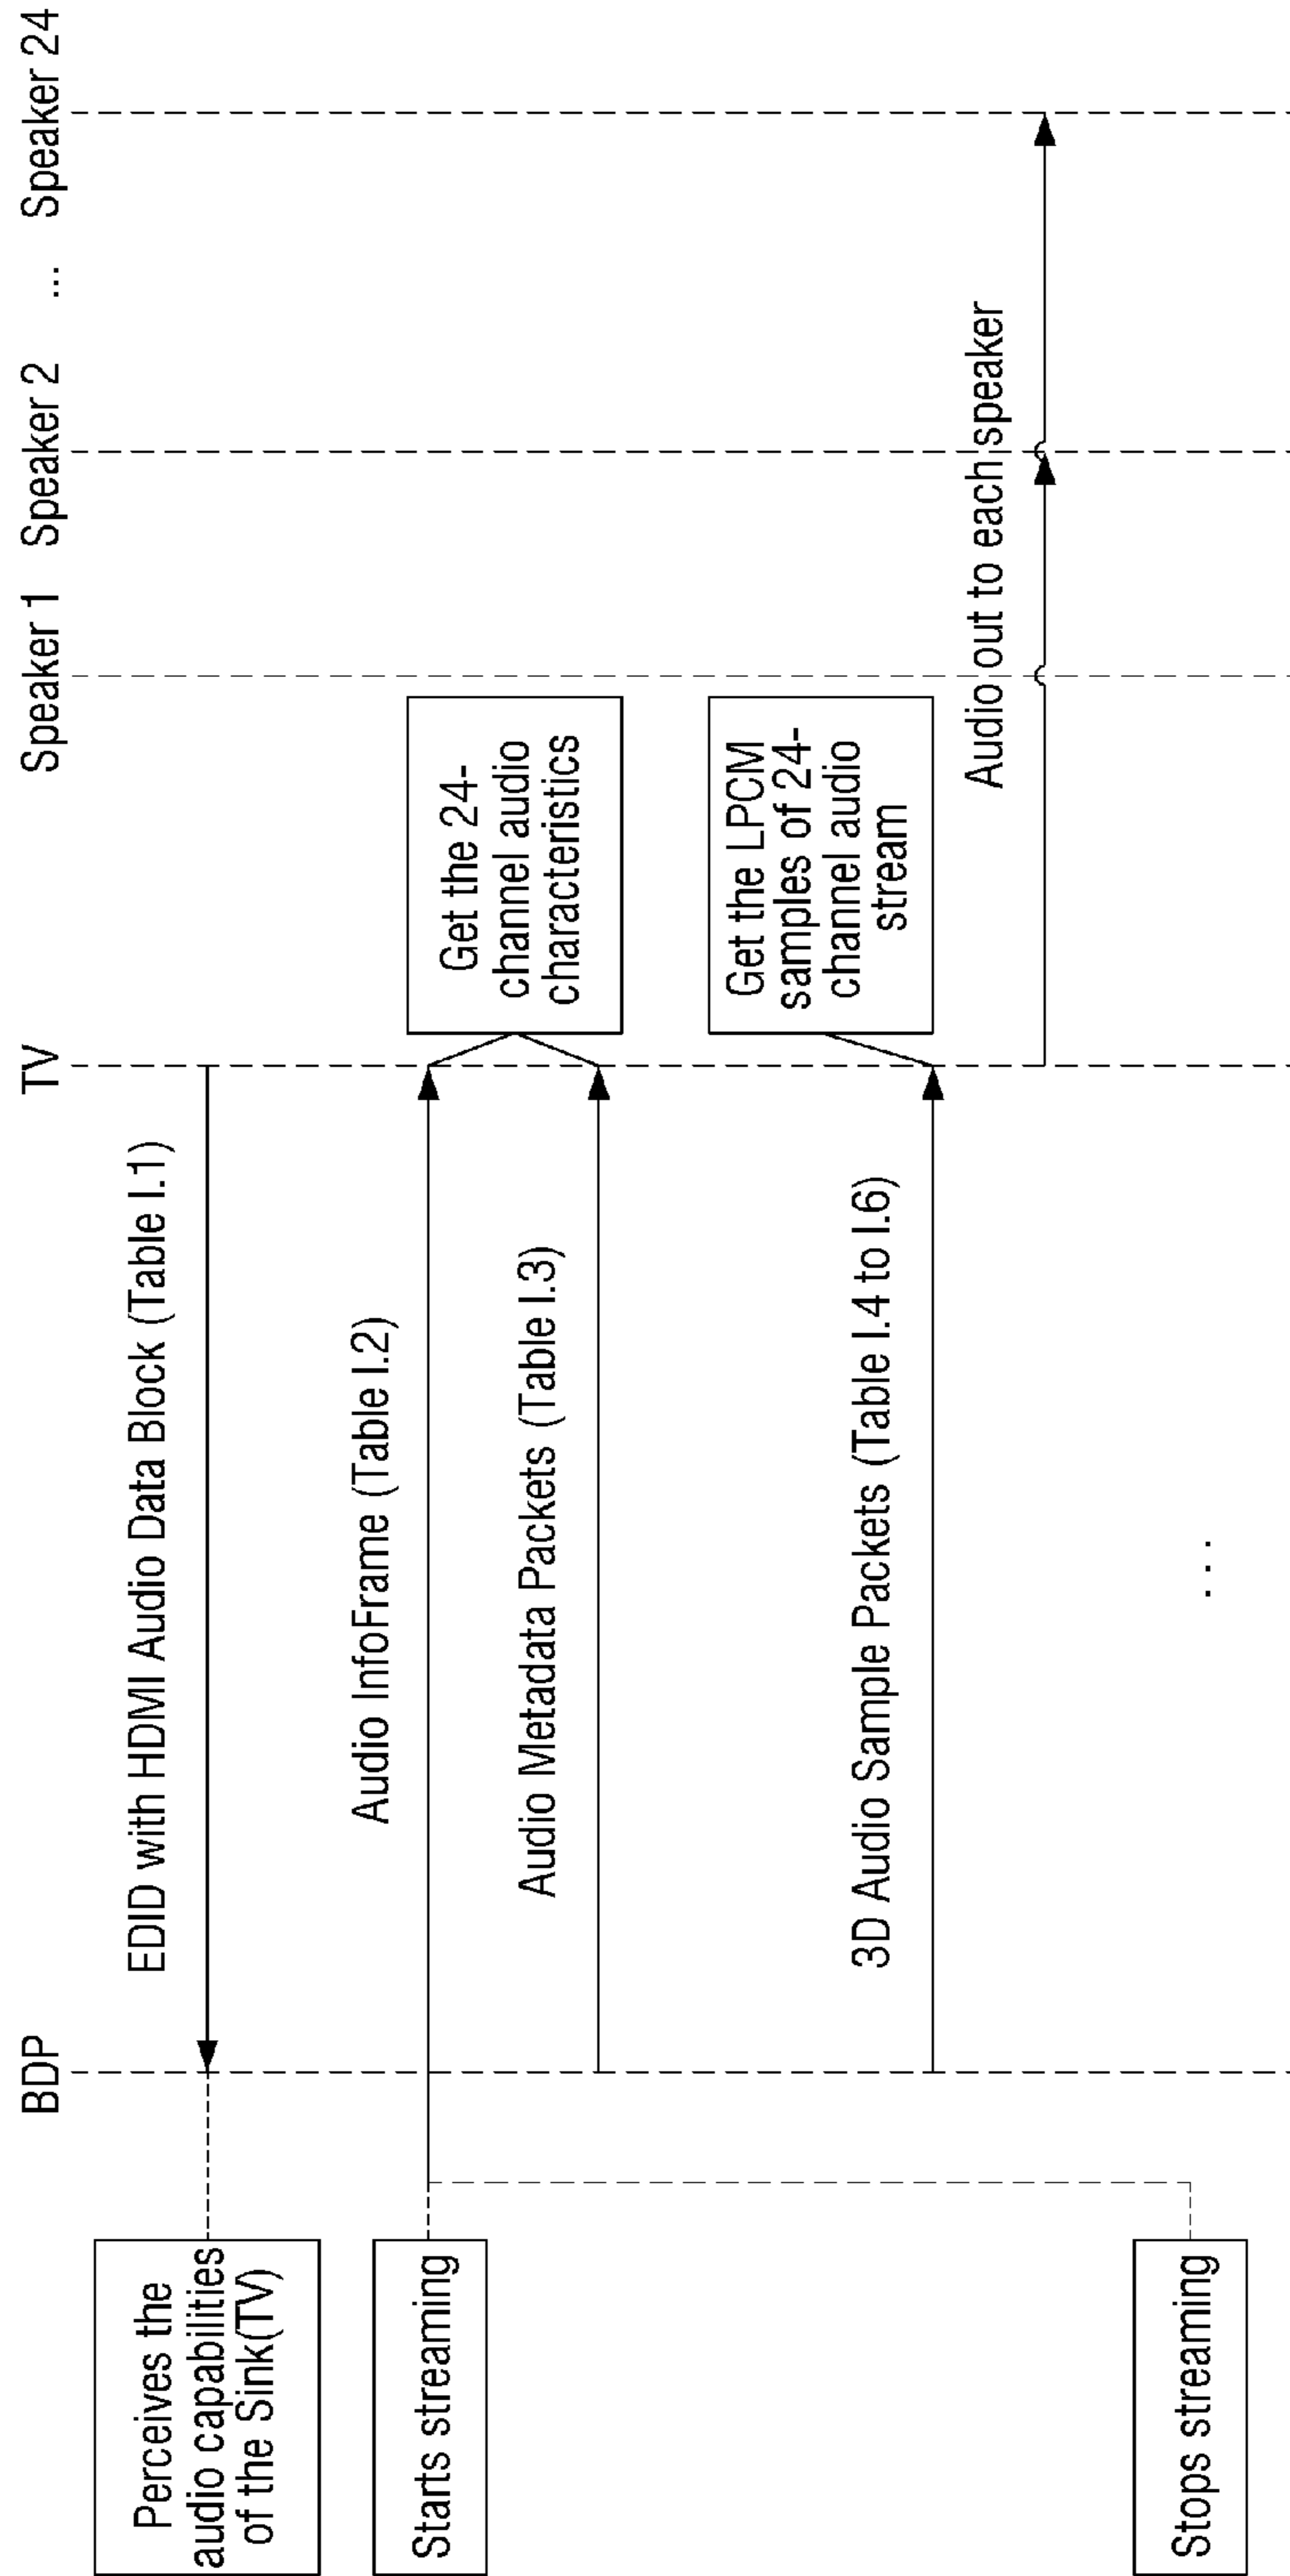 BDP
TV
Speaker 1
Speaker 2
...
Speaker 24
Perceives the
audio capabilities
of the Sink(TV)
EDID with HDMI Audio Data Block (Table I.1)
Starts streaming
Audio InfoFrame (Table I.2)
Get the 24-
channel audio
characteristics
Audio Metadata Packets (Table I.3)
3D Audio Sample Packets (Table I.4 to I.6)
Get the LPCM
samples of 24-
channel audio
stream
Audio out to each speaker
Stops streaming
...